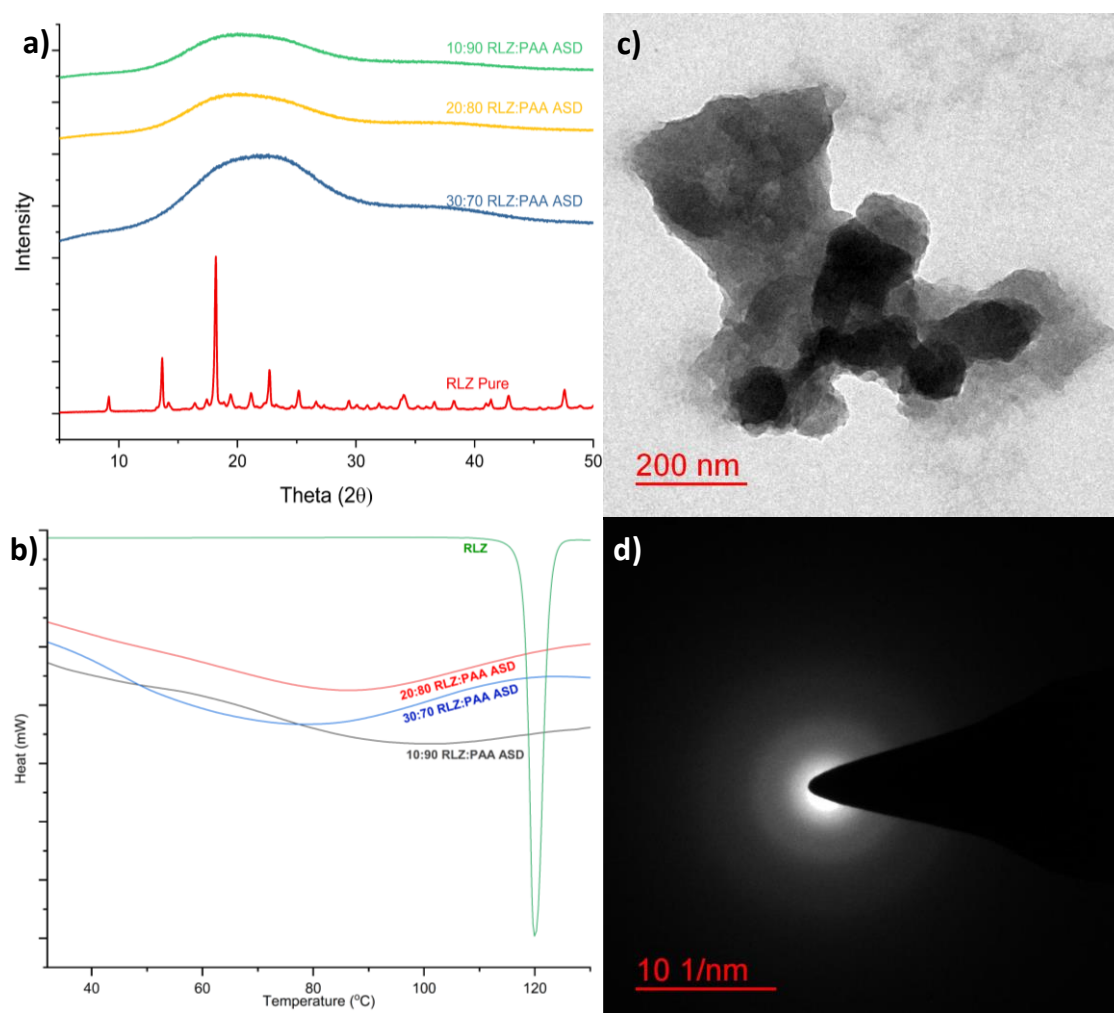 a)
10:90 RLZ:PAA ASD
20:80 RLZ:PAA ASD
30:70 RLZ:PAA ASD
RLZ Pure
Intensity
10 20 30 40 50
Theta (2θ)
b)
RLZ
20:80 RLZ:PAA ASD
30:70 RLZ:PAA ASD
10:90 RLZ:PAA ASD
Heat (mW)
40 60 80 100 120
Temperature (°C)
c)
200 nm
d)
10 1/nm